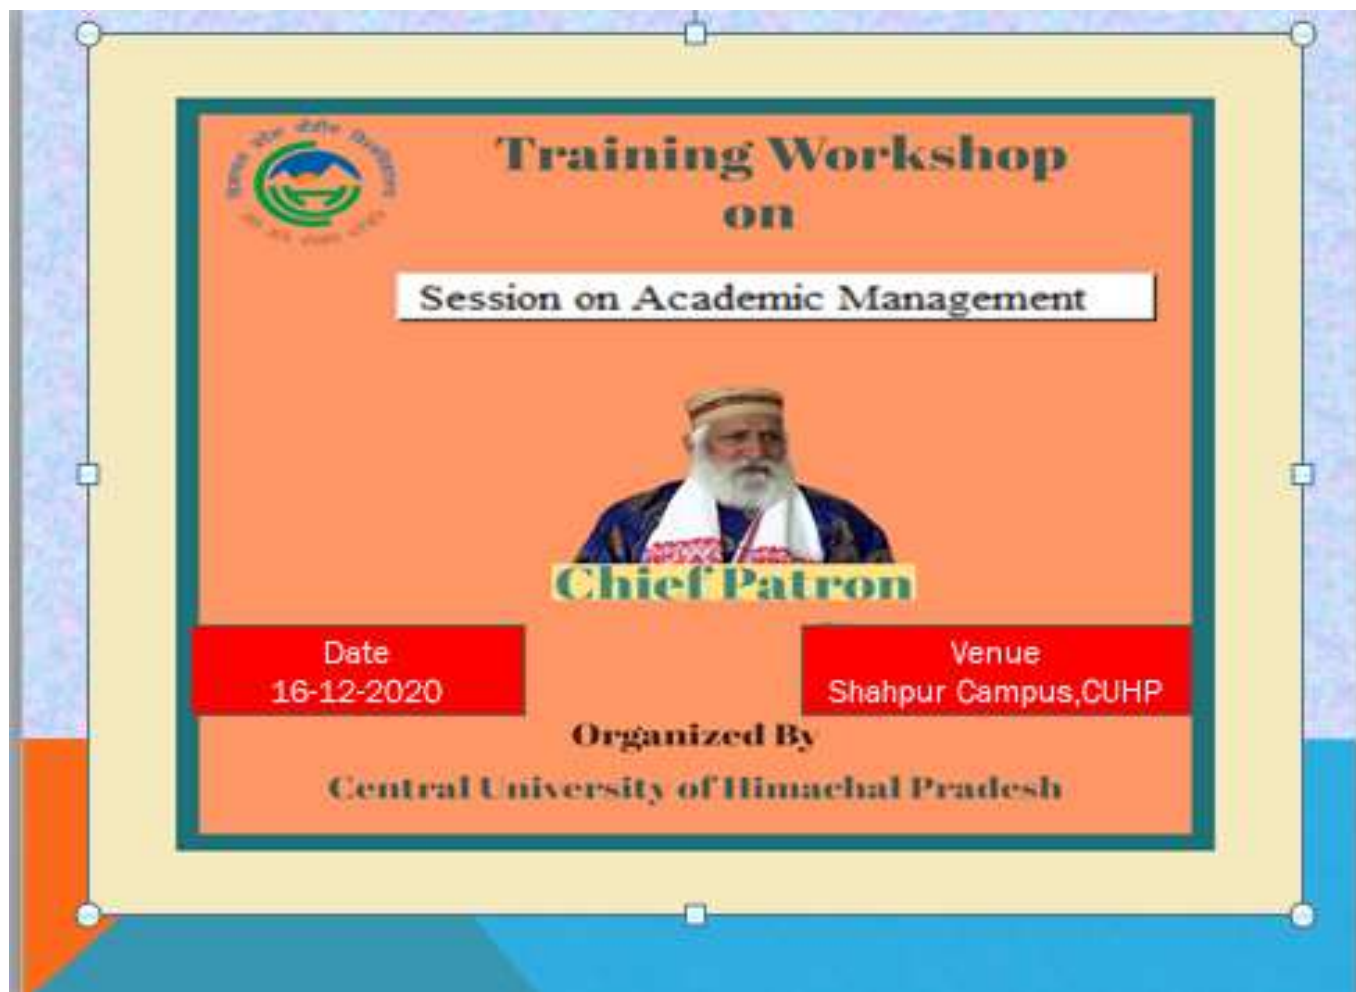 Training Workshop
on
Session on Academic Management
Chief Patron
Date
16-12-2020
Venue
Shahpur Campus,CUHP
Organized By
Central University of Himachal Pradesh